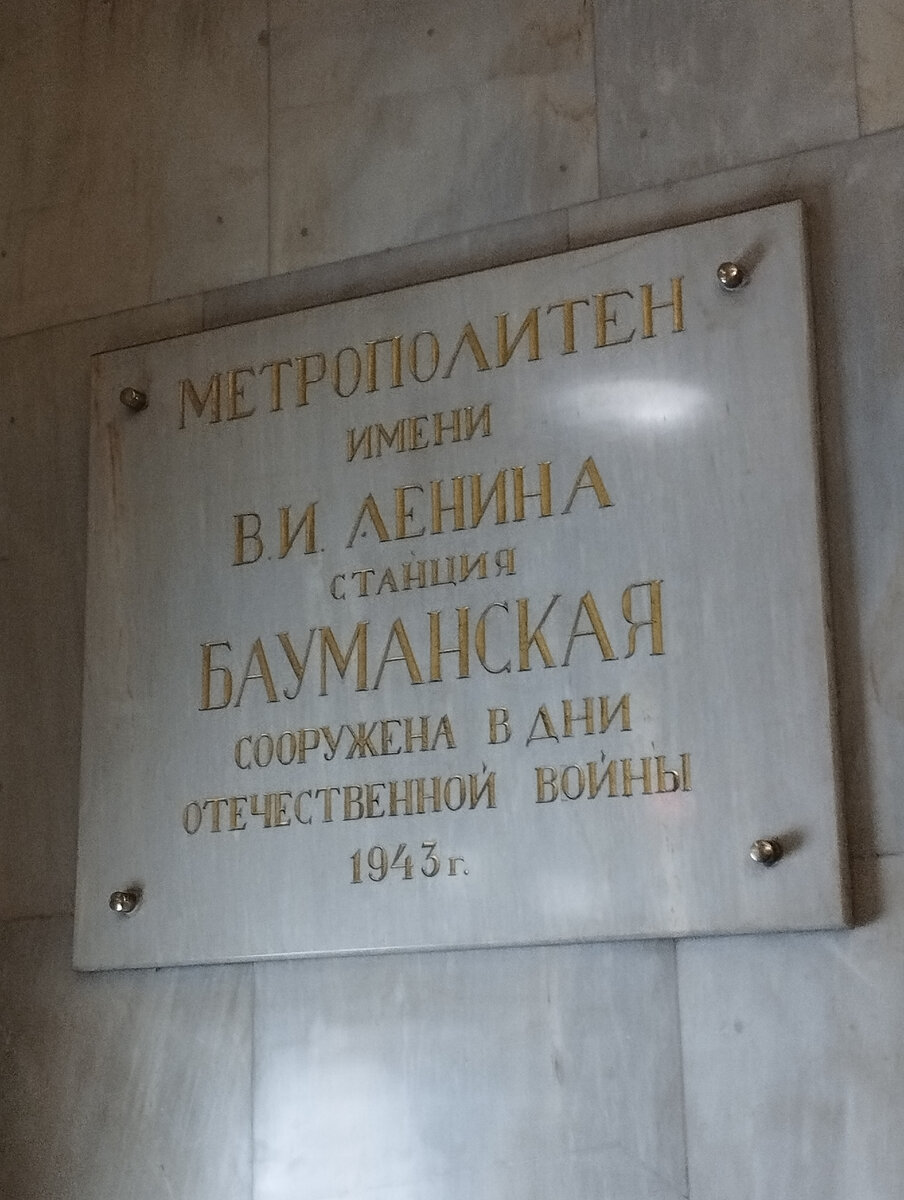 МЕТРОПОЛИТЕН
ИМЕНИ
В.И. ЛЕНИНА
СТАНЦИЯ
БАУМАНСКАЯ
СООРУЖЕНА В ДНИ
ОТЕЧЕСТВЕННОЙ ВОЙНЫ
1943 г.